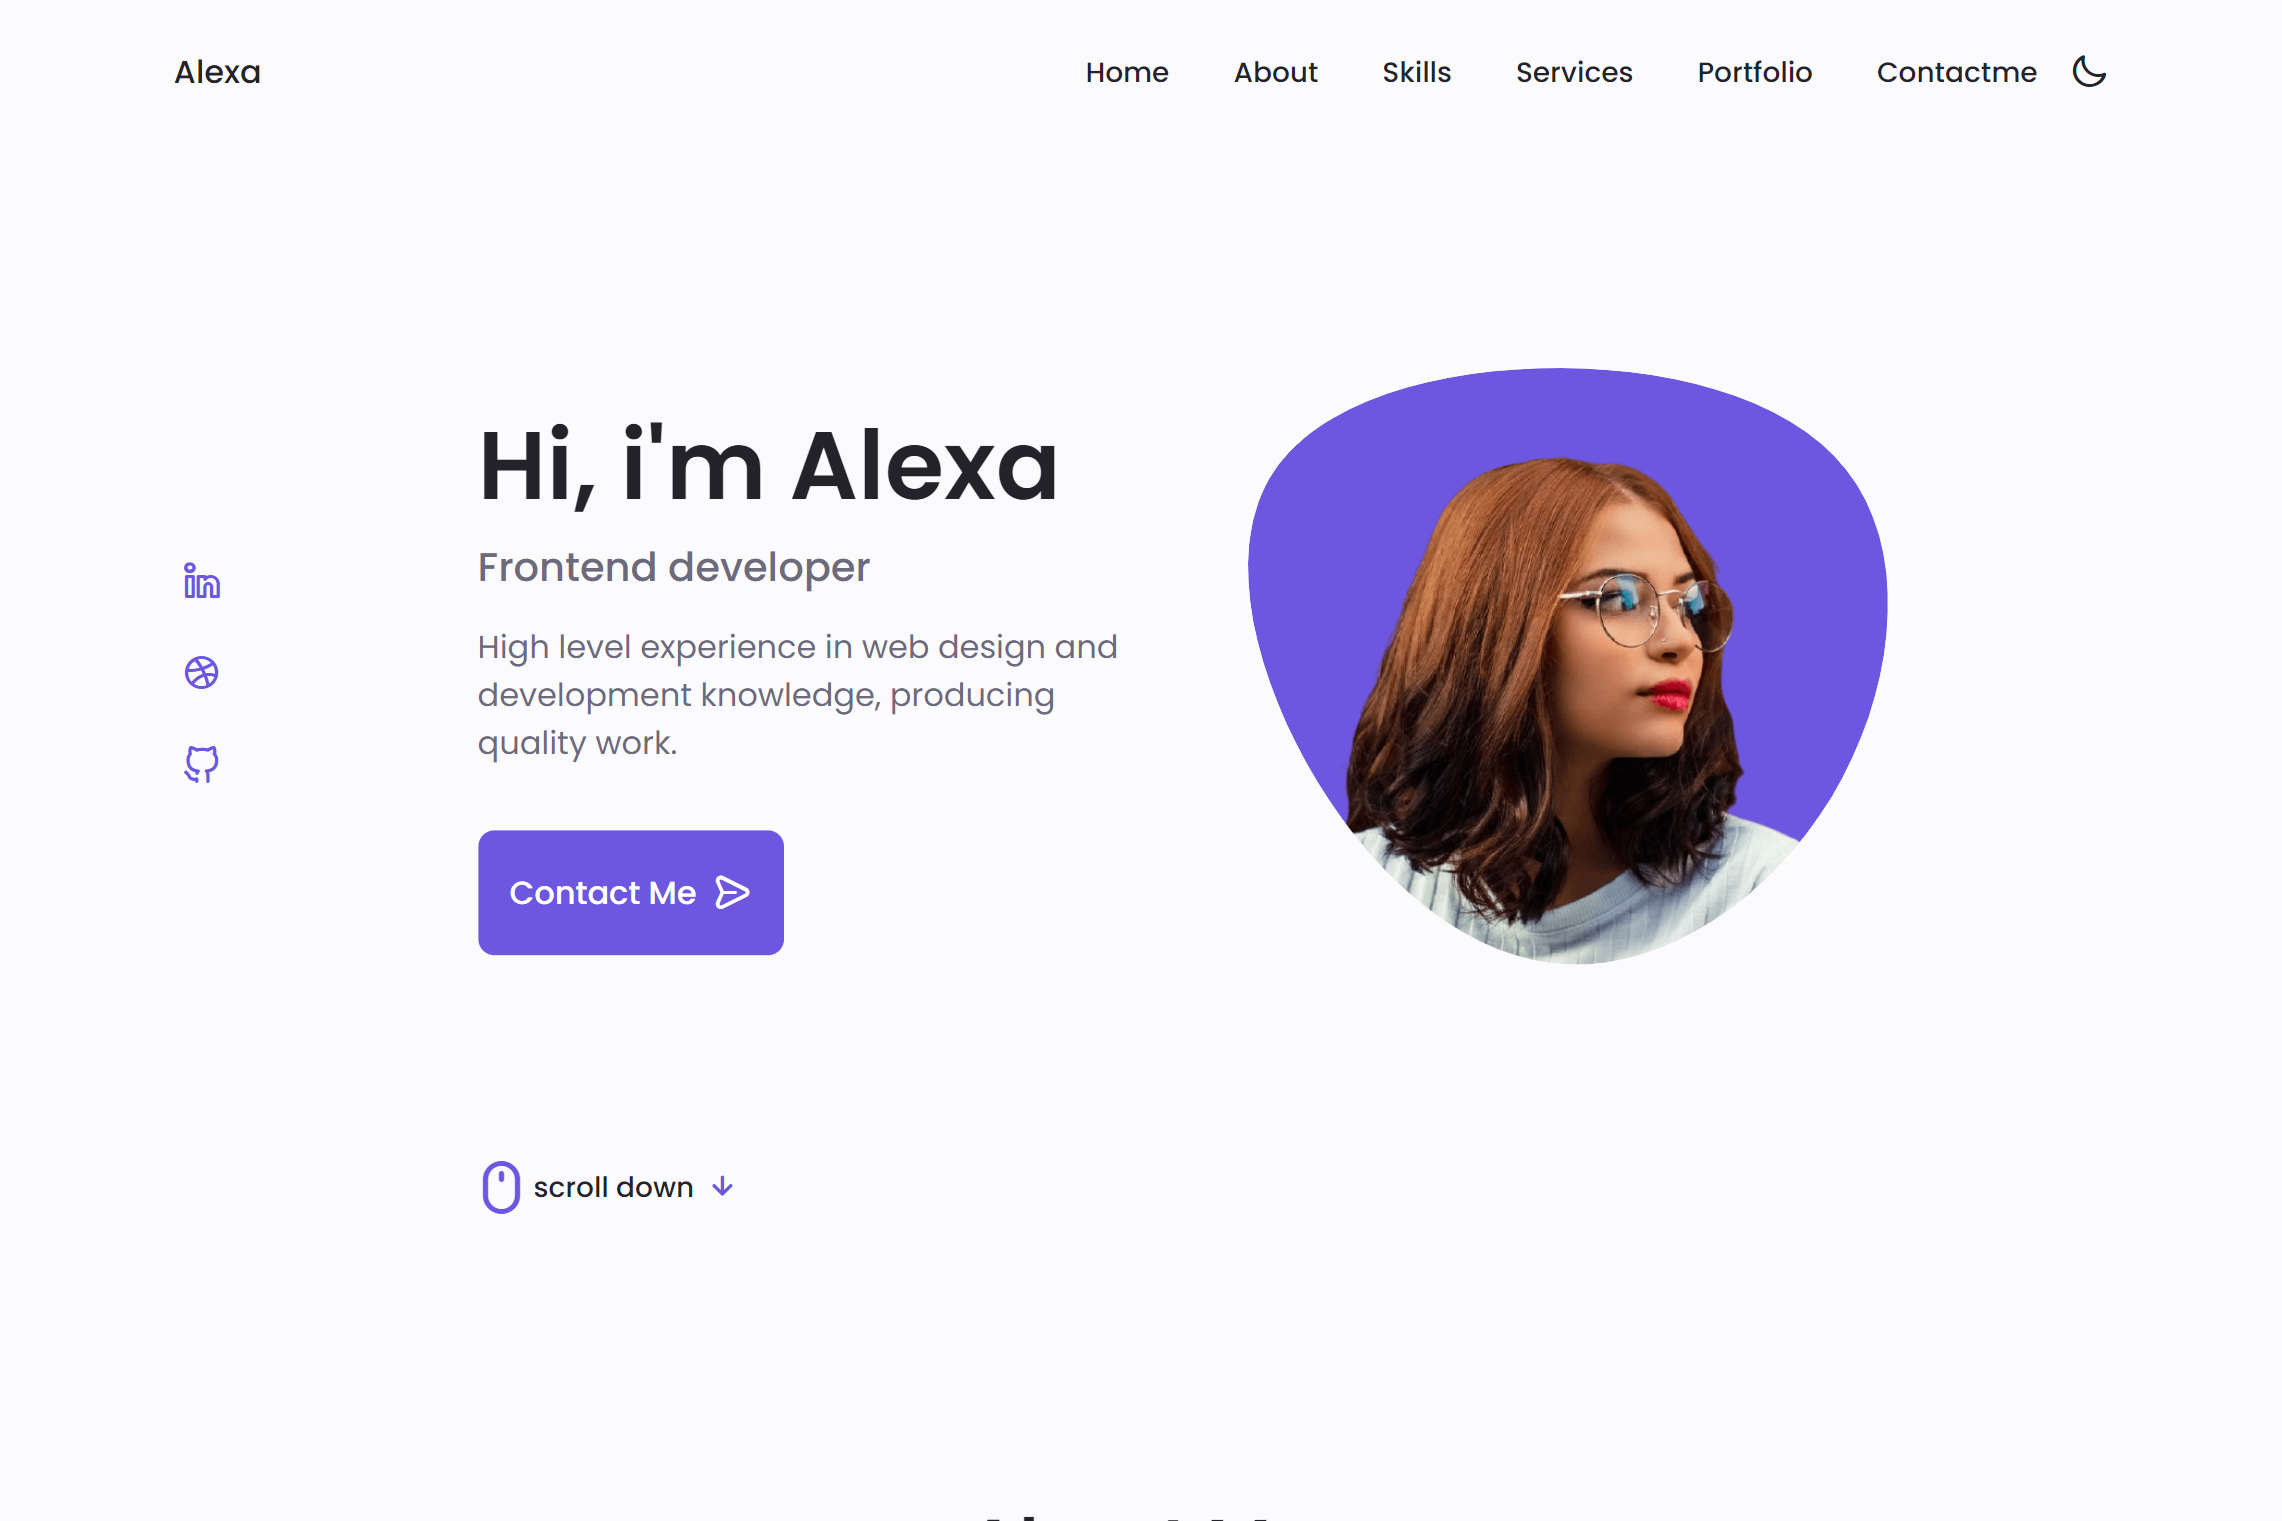 Alexa
Home About Skills Services Portfolio Contactme
Hi, i'm Alexa
Frontend developer
High level experience in web design and
development knowledge, producing
quality work.
Contact Me
scroll down